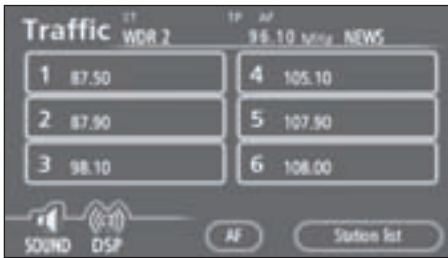 ST TP AF
Traffic WDR 2 96.10 MHz NEWS
1 87.50 4 105.10
2 87.90 5 107.90
3 98.10 6 108.00
SOUND DSP AF Station list